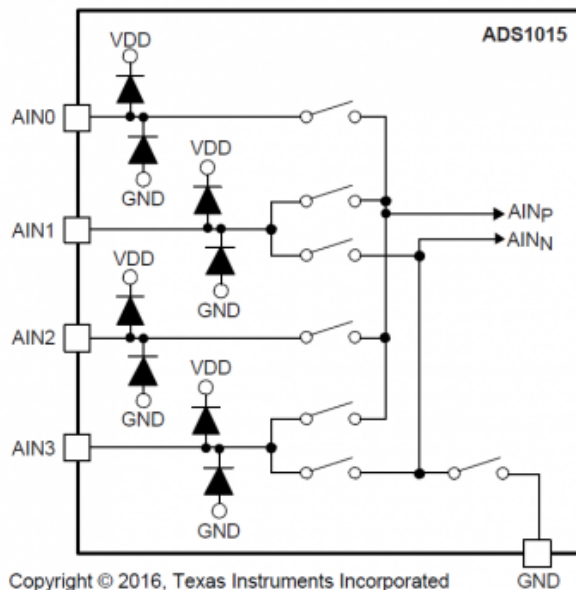 ADS1015
VDD
AIN0
VDD
GND
AIN1
AINP
AINN
VDD
GND
AIN2
VDD
GND
AIN3
GND
Copyright © 2016, Texas Instruments Incorporated
GND